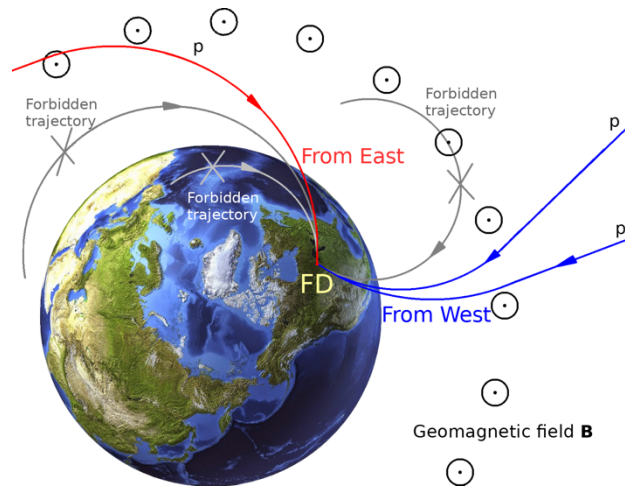 p
Forbidden
trajectory
Forbidden
trajectory
p
From East
Forbidden
trajectory
p
FD
From West
Geomagnetic field B